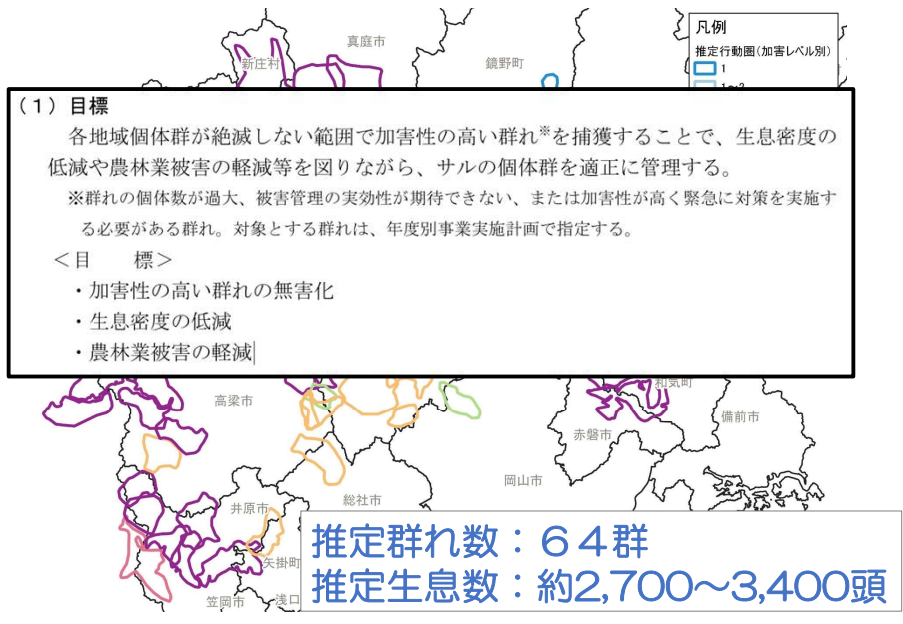 真庭市
新庄村
鏡野町
凡例
推定行動圏(加害レベル別)
1
（１）目標
各地域個体群が絶滅しない範囲で加害性の高い群れ※を捕獲することで、生息密度の
低減や農林業被害の軽減等を図りながら、サルの個体群を適正に管理する。
※群れの個体数が過大、被害管理の実効性が期待できない、または加害性が高く緊急に対策を実施す
る必要がある群れ。対象とする群れは、年度別事業実施計画で指定する。
＜目　　標＞
・加害性の高い群れの無害化
・生息密度の低減
・農林業被害の軽減
高梁市
和気町
備前市
赤磐市
岡山市
総社市
井原市
矢掛町
笠岡市
浅口
推定群れ数：６４群
推定生息数：約2,700～3,400頭